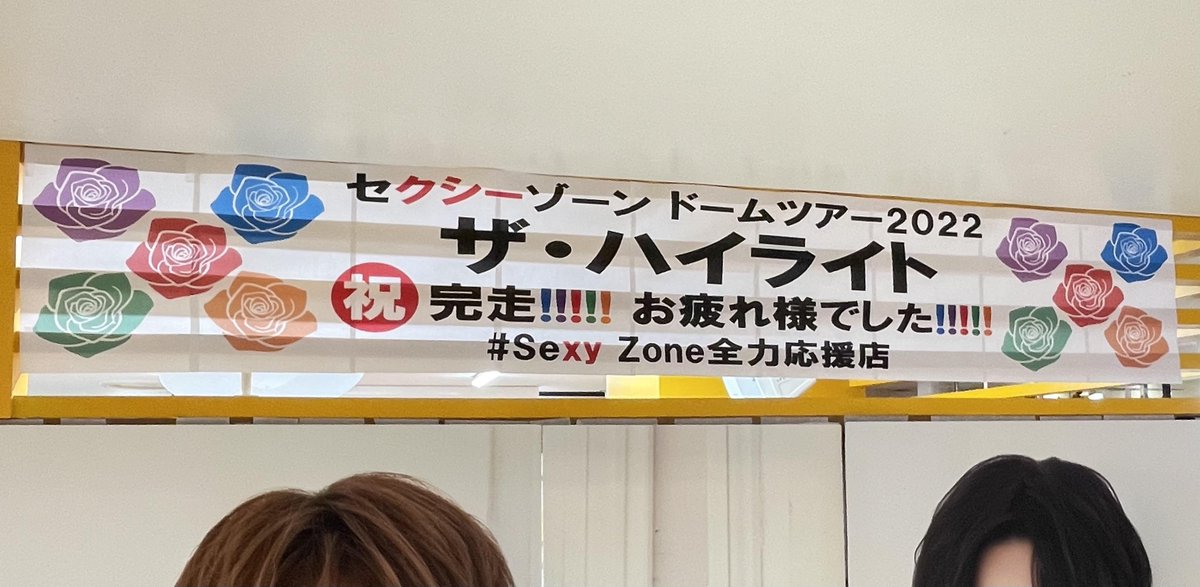 セクシーゾーン ドームツアー2022
ザ・ハイライト
祝 完走!!!!! お疲れ様でした!!!!!
#Sexy Zone全力応援店